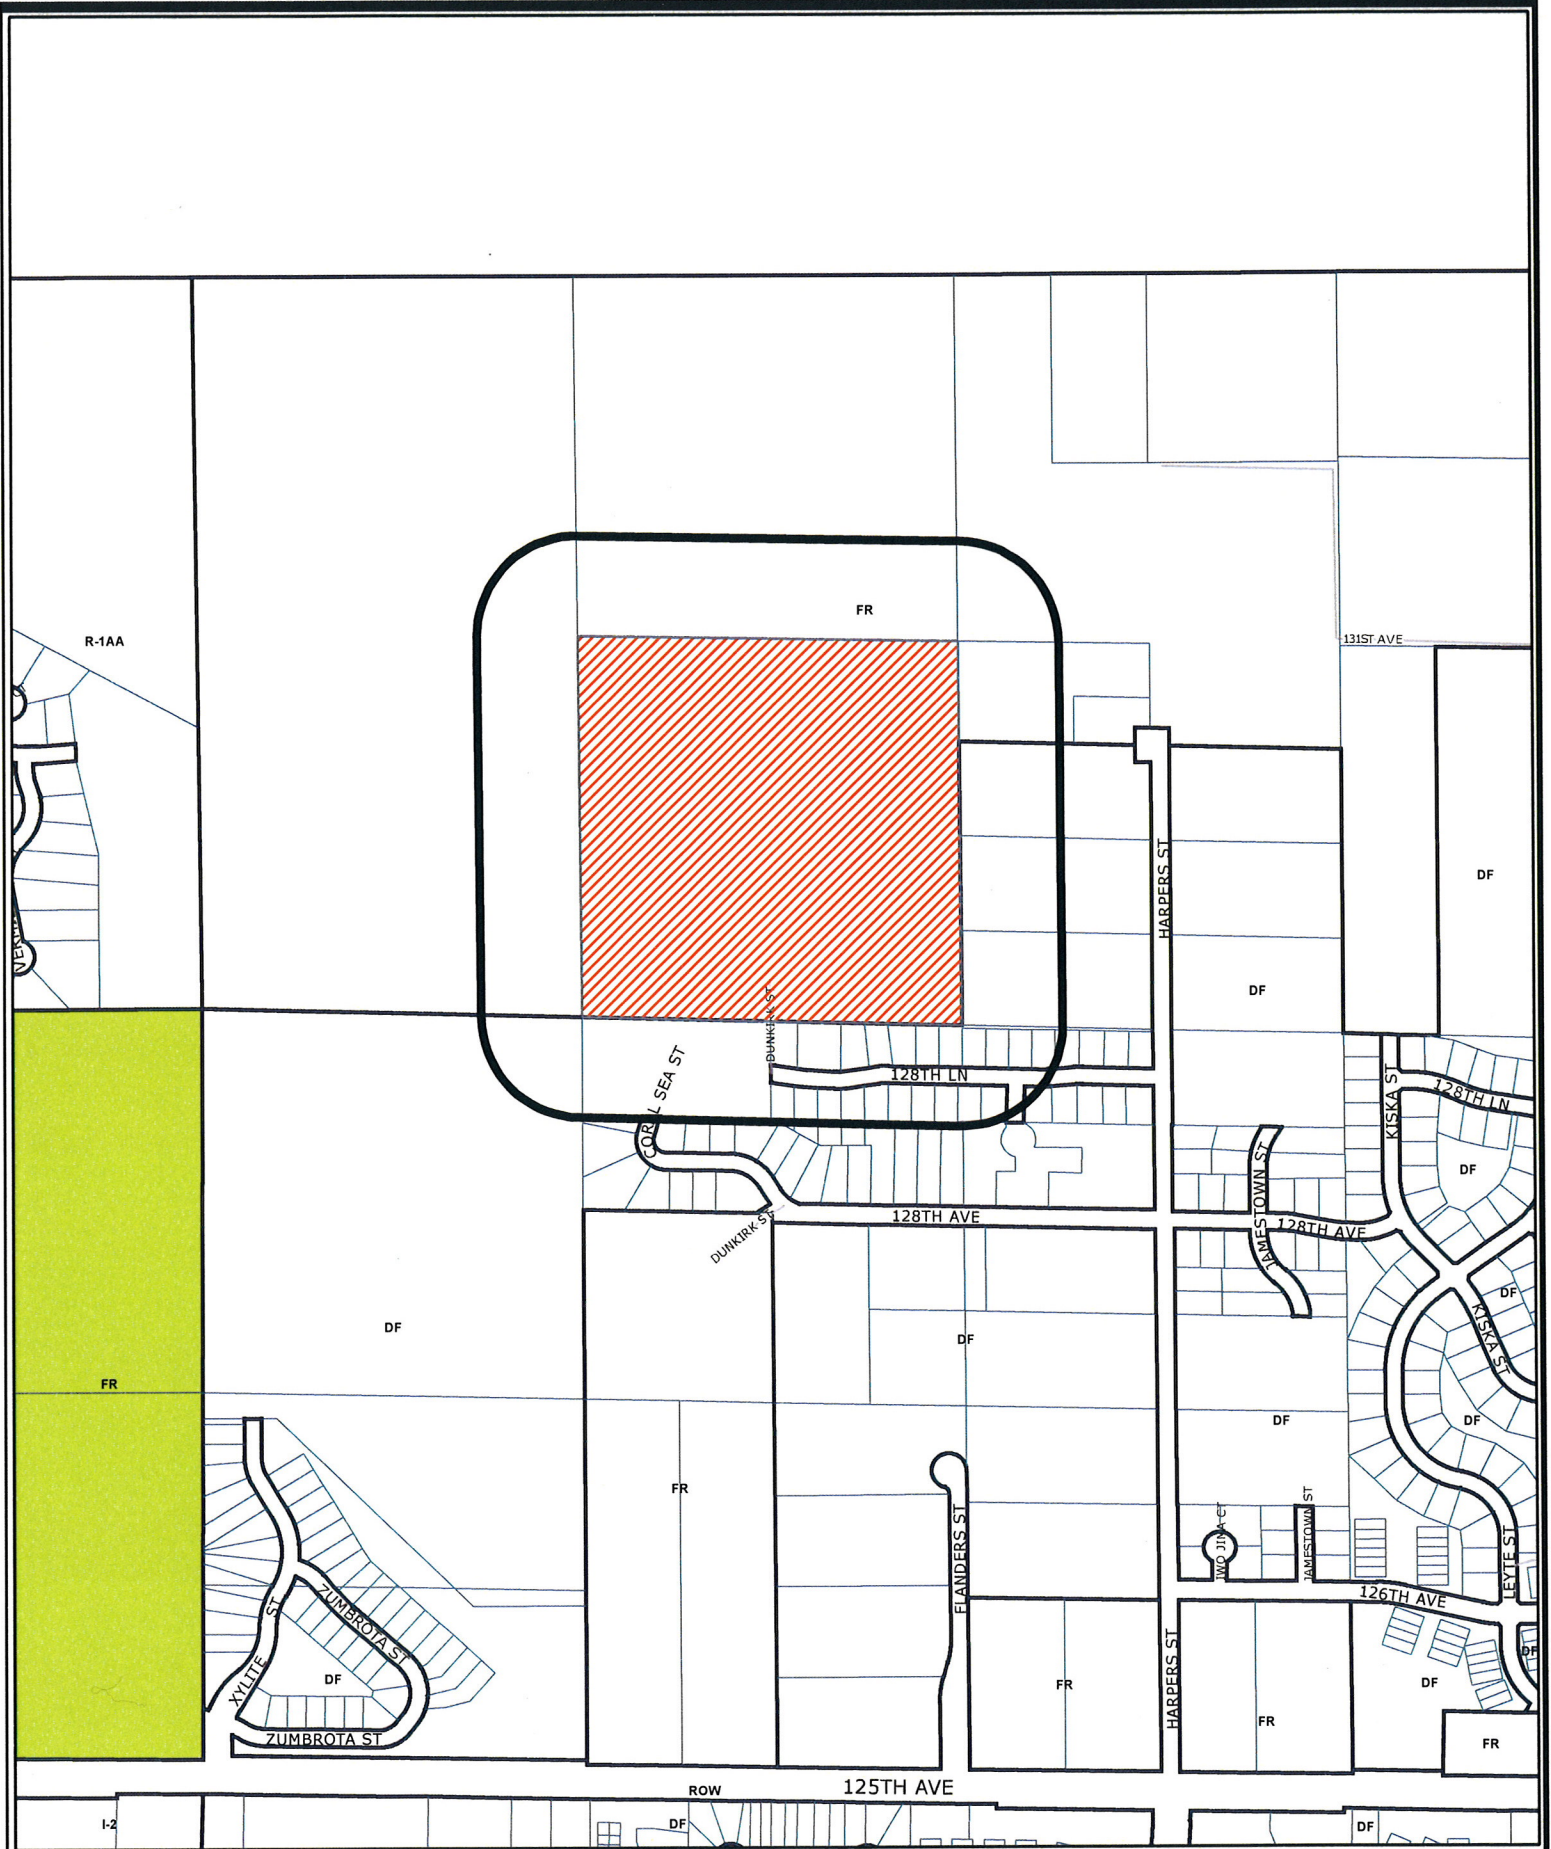 FR
R-1AA
131ST AVE
DF
HARPERS ST
DF
DUNKIRK ST
CORAL SEA ST
128TH LN
KISKA ST
128TH LN
DF
JAMESTOWN ST
128TH AVE
128TH AVE
DUNKIRK ST
DF
KISKA ST
DF
DF
FR
DF
DF
FR
FLANDERS ST
IWO JIMA CT
JAMESTOWN ST
LEYTE ST
126TH AVE
ZUMBROTA ST
XYLITE ST
DF
HARPERS ST
FR
FR
DF
DF
FR
ZUMBROTA ST
ROW
125TH AVE
I-2
DF
DF